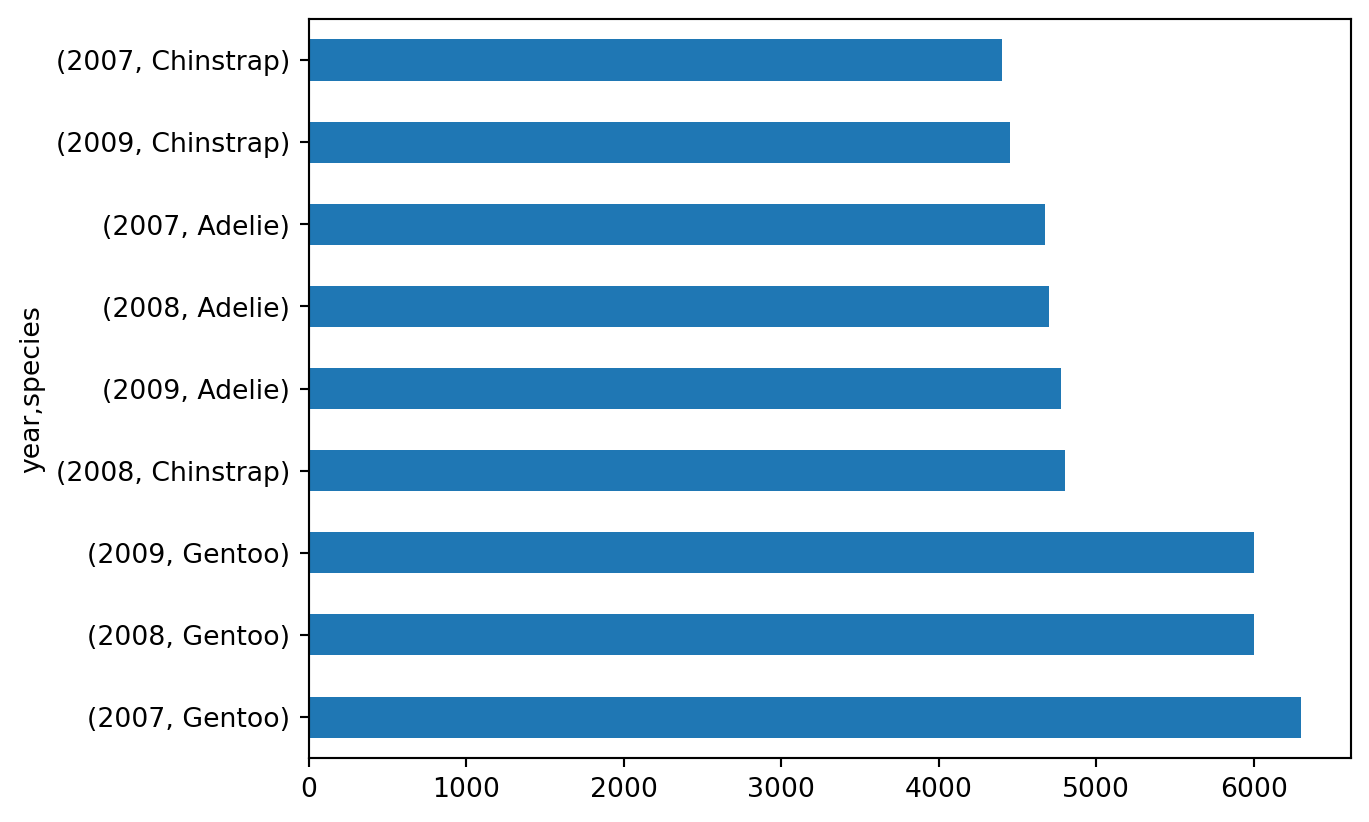 (2007, Chinstrap)
(2009, Chinstrap)
(2007, Adelie)
(2008, Adelie)
(2009, Adelie)
(2008, Chinstrap)
(2009, Gentoo)
(2008, Gentoo)
(2007, Gentoo)
year,species
0 1000 2000 3000 4000 5000 6000